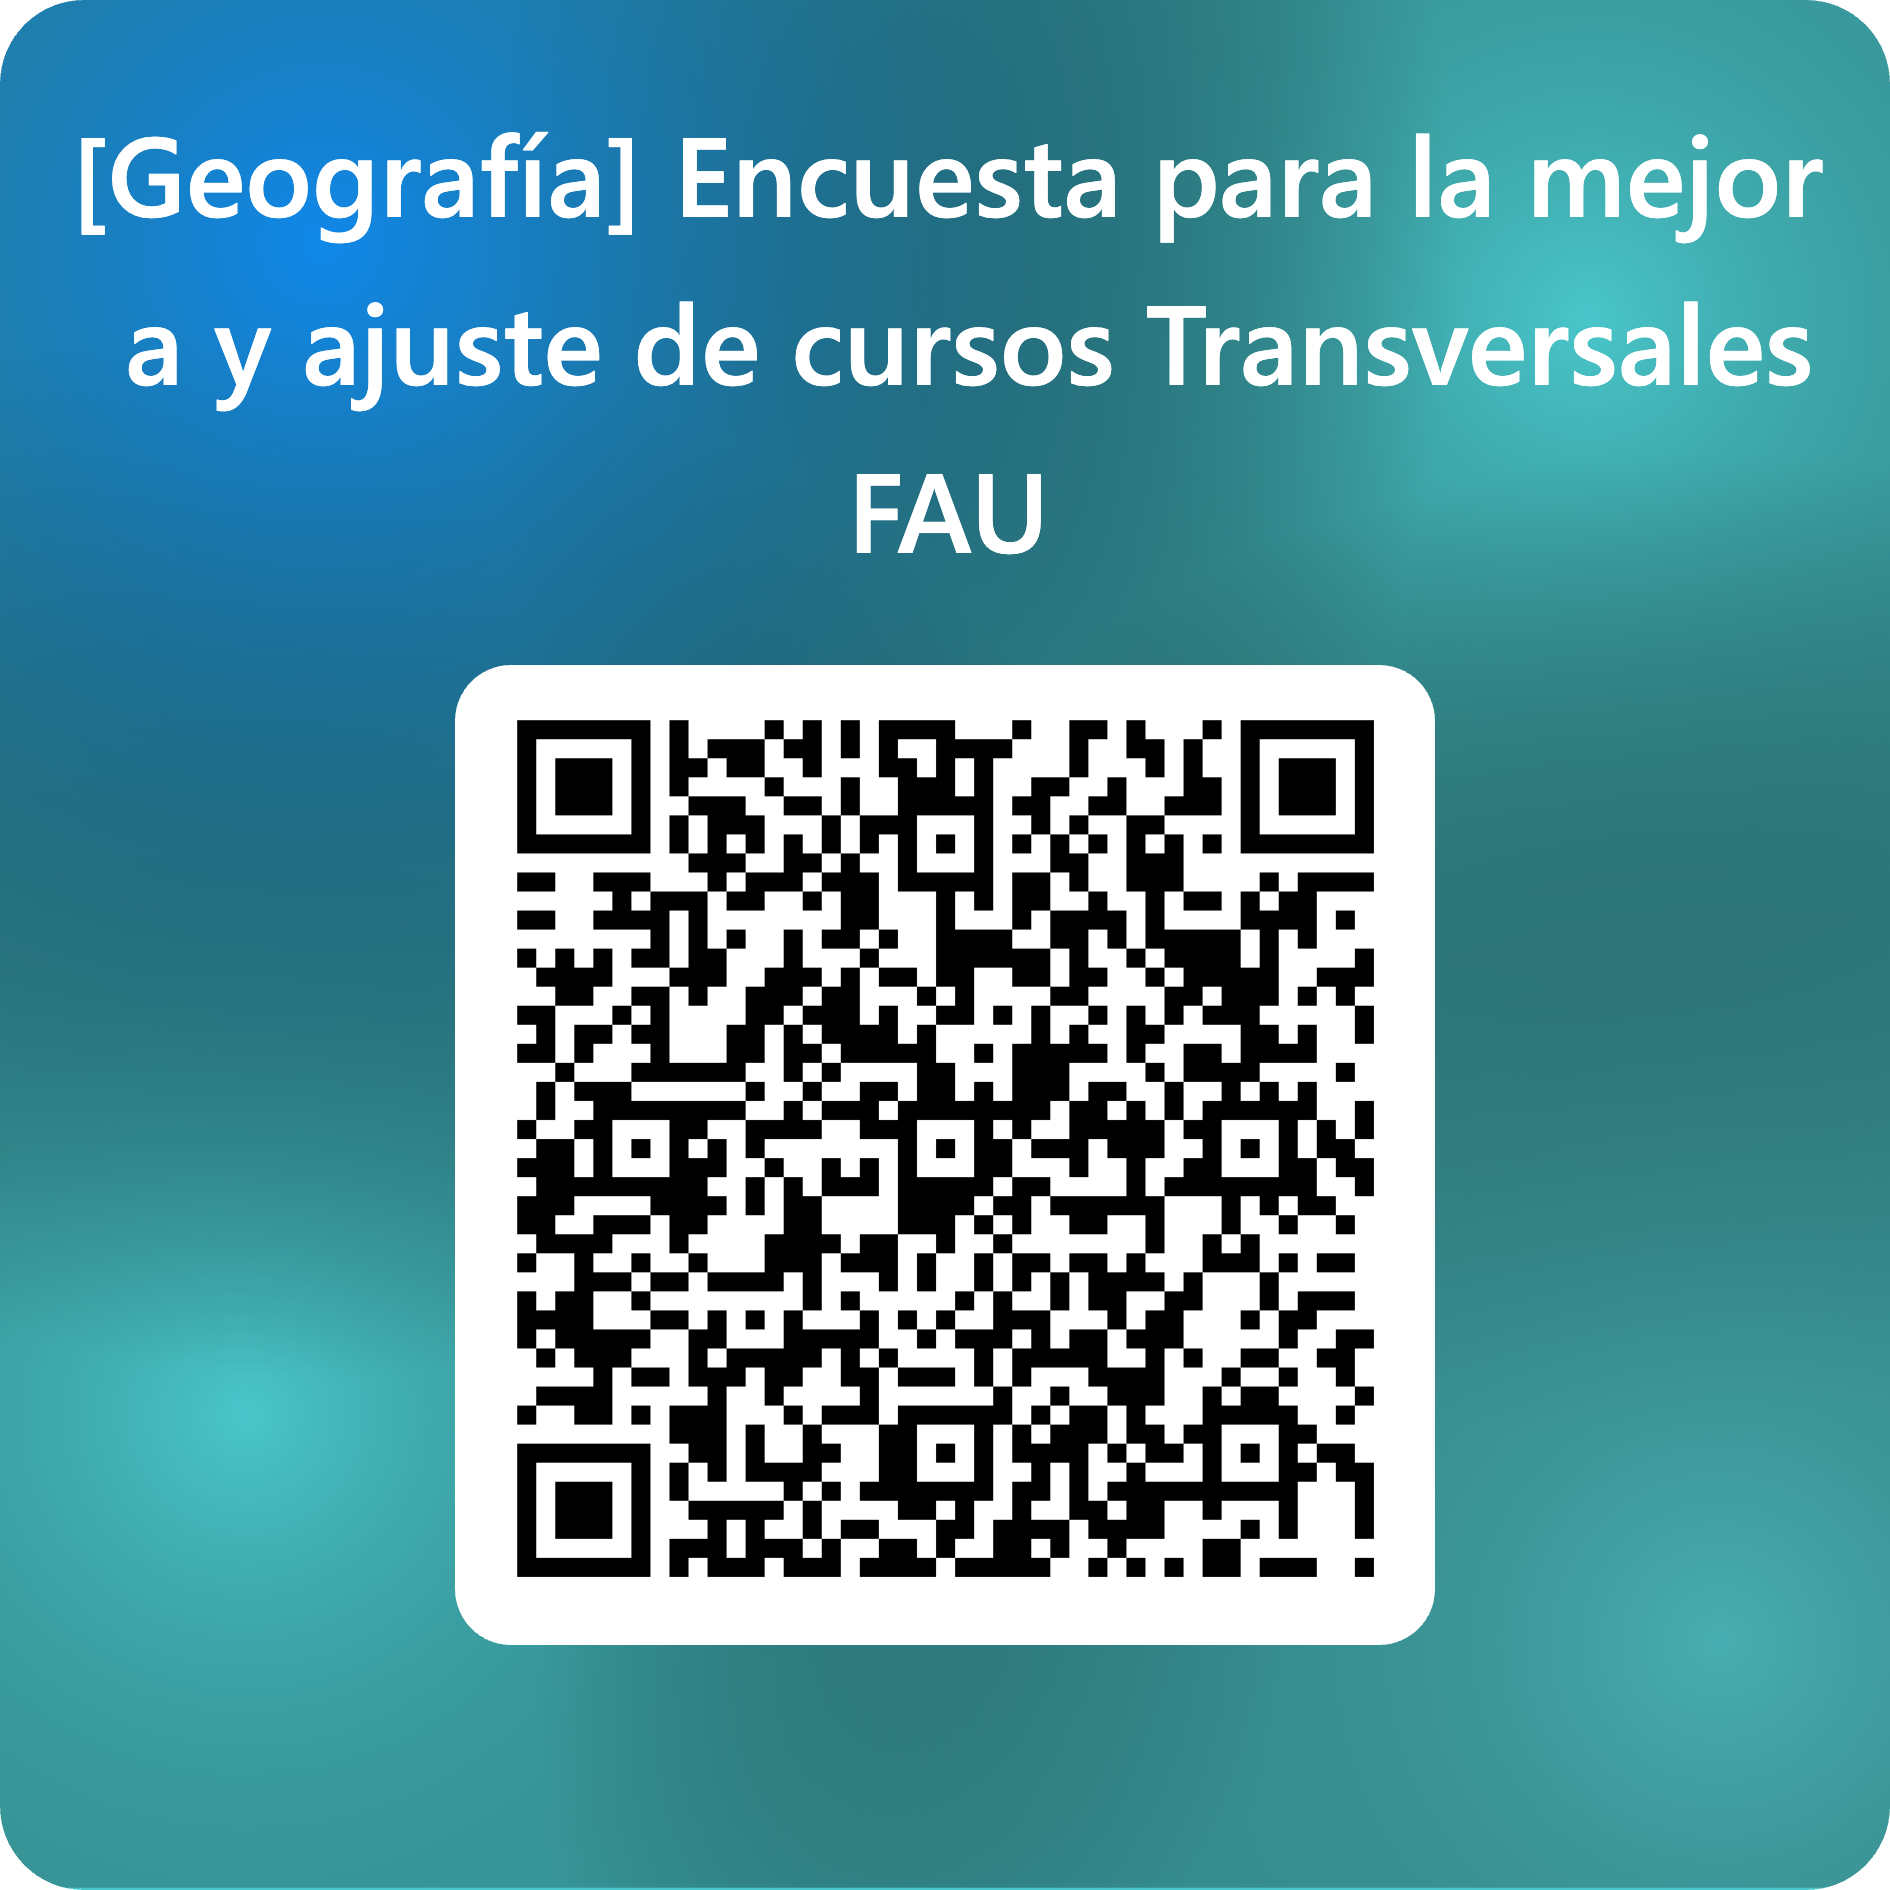 [Geografía] Encuesta para la mejor
a y ajuste de cursos Transversales
FAU